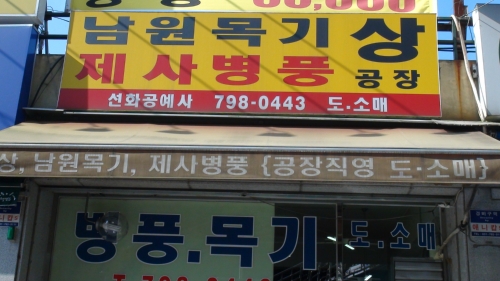 00,000
남원목기 상
제사병풍 공장
선화공예사 798-0443 도.소매
상, 남원목기, 제사병풍 {공장직영 도·소매}
병풍.목기 도.소매